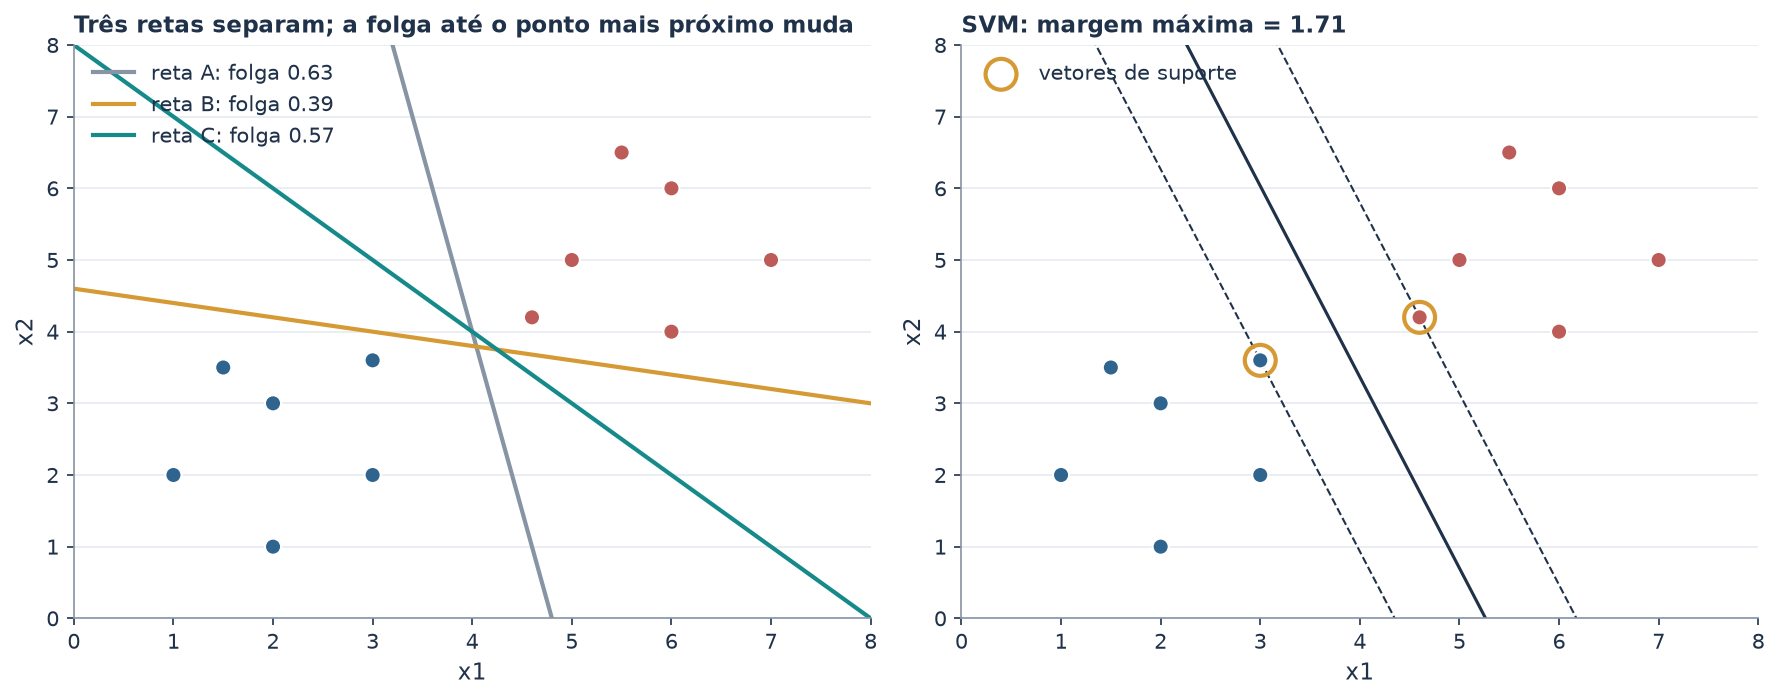 Três retas separam; a folga até o ponto mais próximo muda
reta A: folga 0.63
reta B: folga 0.39
reta C: folga 0.57
8
7
6
5
4
3
2
1
0
x2
0 1 2 3 4 5 6 7 8
x1
SVM: margem máxima = 1.71
vetores de suporte
8
7
6
5
4
3
2
1
0
x2
0 1 2 3 4 5 6 7 8
x1